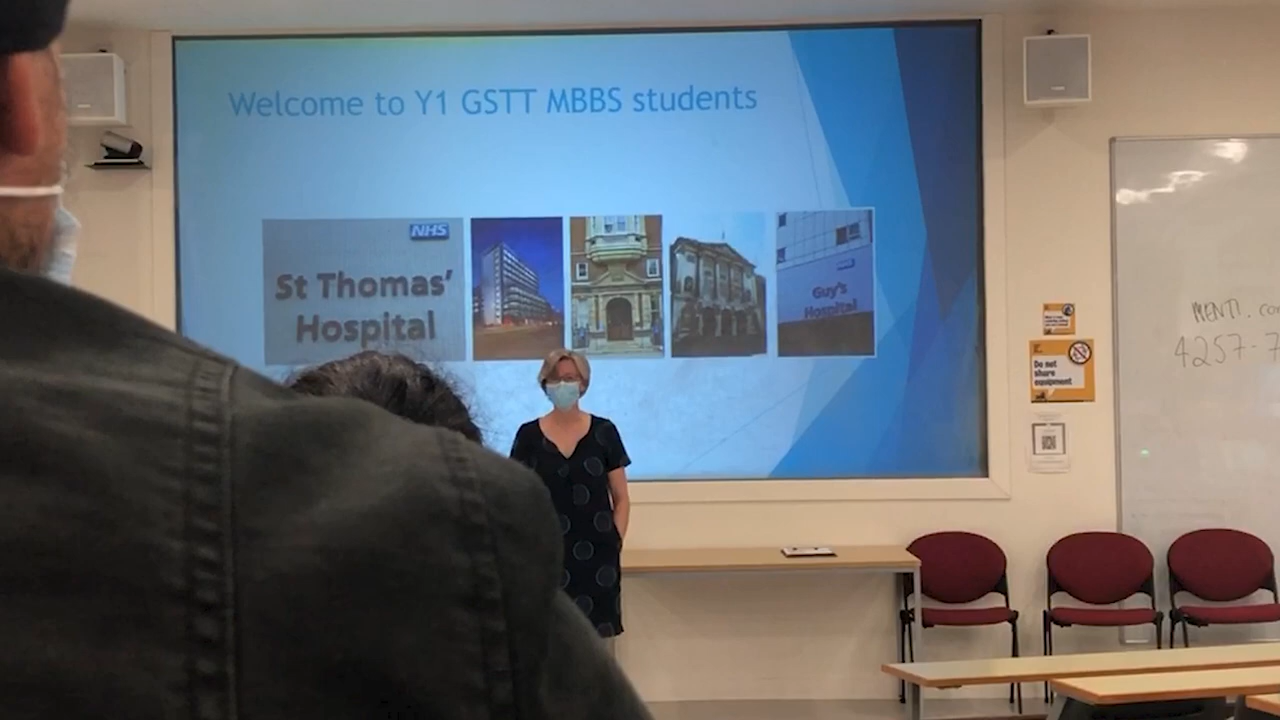 Welcome to Y1 GSTT MBBS students
NHS
St Thomas'
Hospital
Guy's
Hospital
Do not
share
equipment
MENTI.co
4257-7